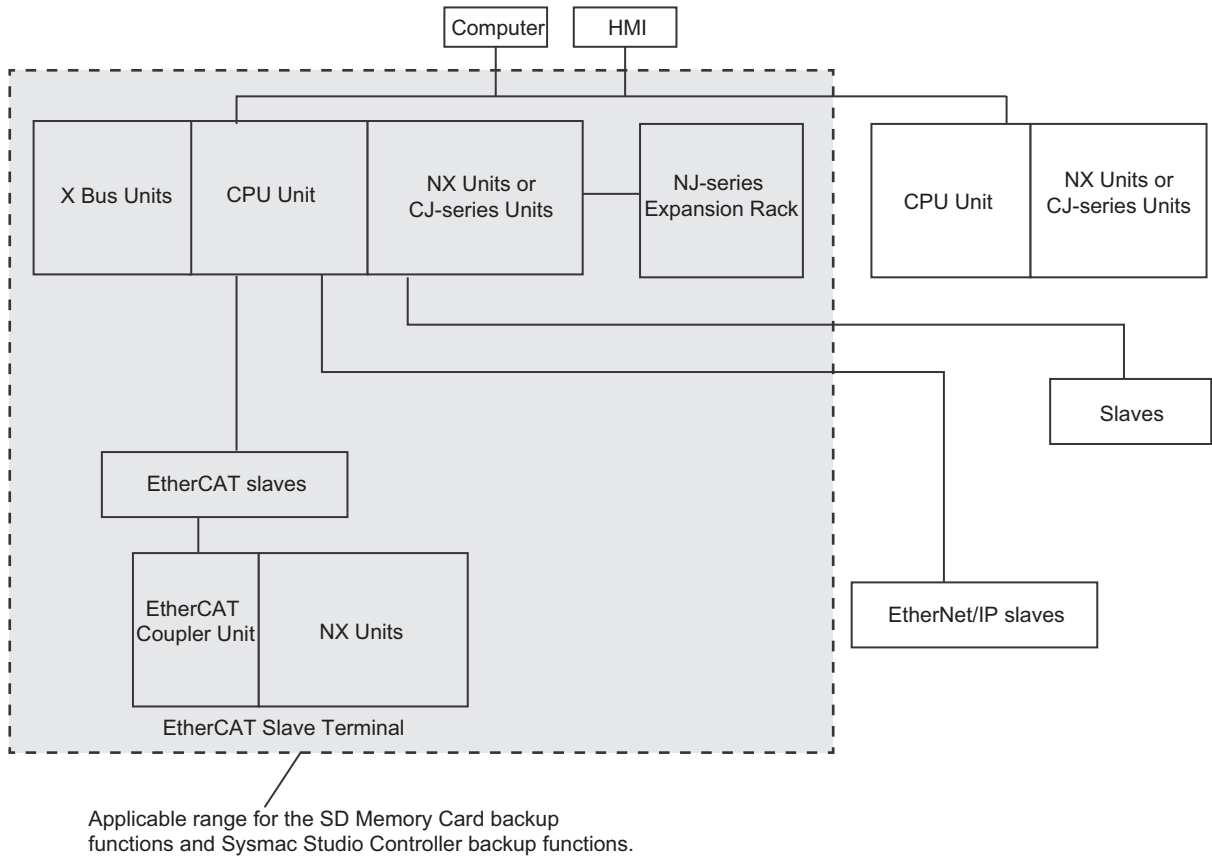 Computer
HMI
X Bus Units
CPU Unit
NX Units or
CJ-series Units
NJ-series
Expansion Rack
CPU Unit
NX Units or
CJ-series Units
Slaves
EtherCAT slaves
EtherCAT
Coupler Unit
NX Units
EtherNet/IP slaves
EtherCAT Slave Terminal
Applicable range for the SD Memory Card backup
functions and Sysmac Studio Controller backup functions.